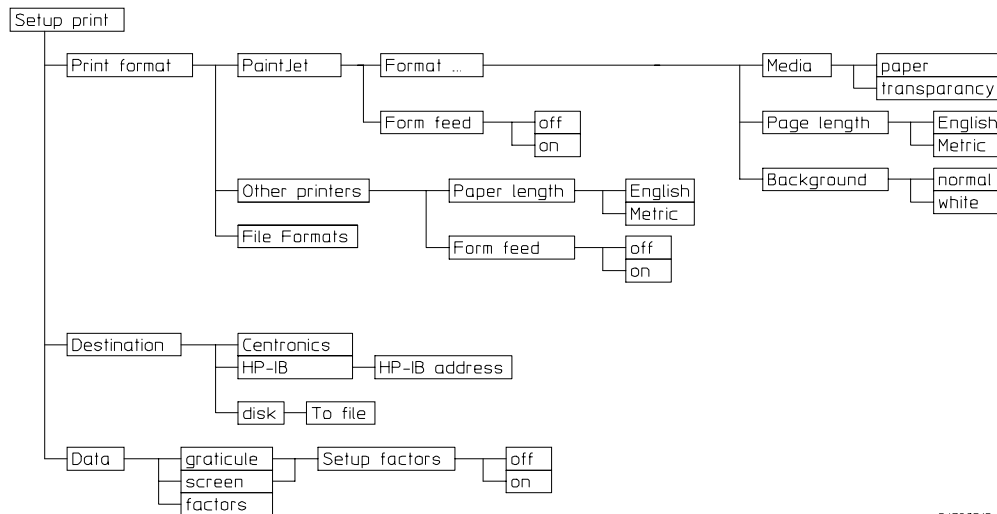 Setup print
Print format
PaintJet
Format ...
Media
paper
transparancy
Form feed
off
on
Page length
English
Metric
Background
normal
white
Other printers
Paper length
English
Metric
File Formats
Form feed
off
on
Destination
Centronics
HP-IB
HP-IB address
disk
To file
Data
graticule
Setup factors
off
screen
on
factors